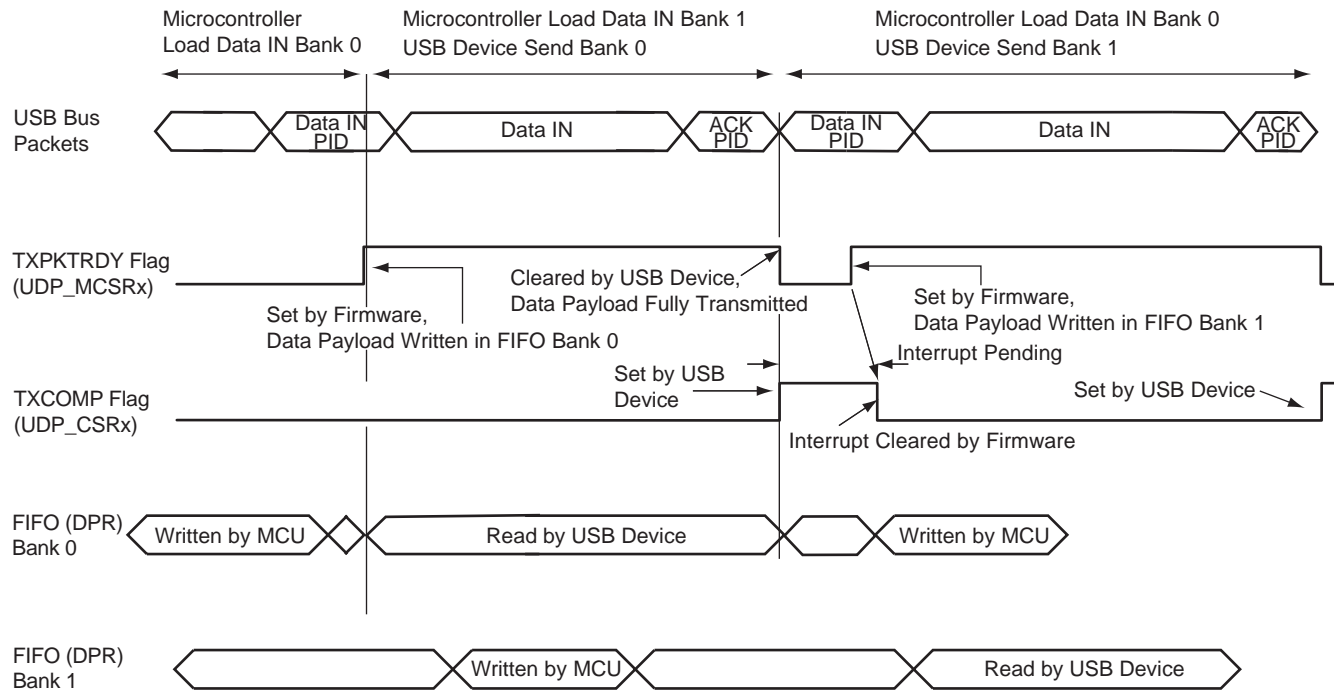 Microcontroller
Load Data IN Bank 0
Microcontroller Load Data IN Bank 1
USB Device Send Bank 0
Microcontroller Load Data IN Bank 0
USB Device Send Bank 1
USB Bus
Packets
Data IN
PID
Data IN
ACK
PID
Data IN
PID
Data IN
ACK
PID
TXPKTRDY Flag
(UDP_MCSRx)
Set by Firmware,
Data Payload Written in FIFO Bank 0
Cleared by USB Device,
Data Payload Fully Transmitted
Set by Firmware,
Data Payload Written in FIFO Bank 1
Interrupt Pending
TXCOMP Flag
(UDP_CSRx)
Set by USB
Device
Set by USB Device
Interrupt Cleared by Firmware
FIFO (DPR)
Bank 0
Written by MCU
Read by USB Device
Written by MCU
FIFO (DPR)
Bank 1
Written by MCU
Read by USB Device